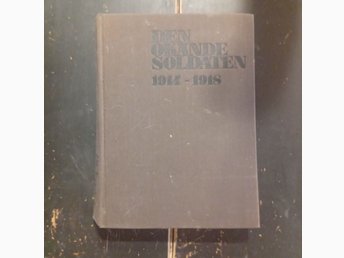 DEN
OKÄNDE
SOLDATEN
1914-1918